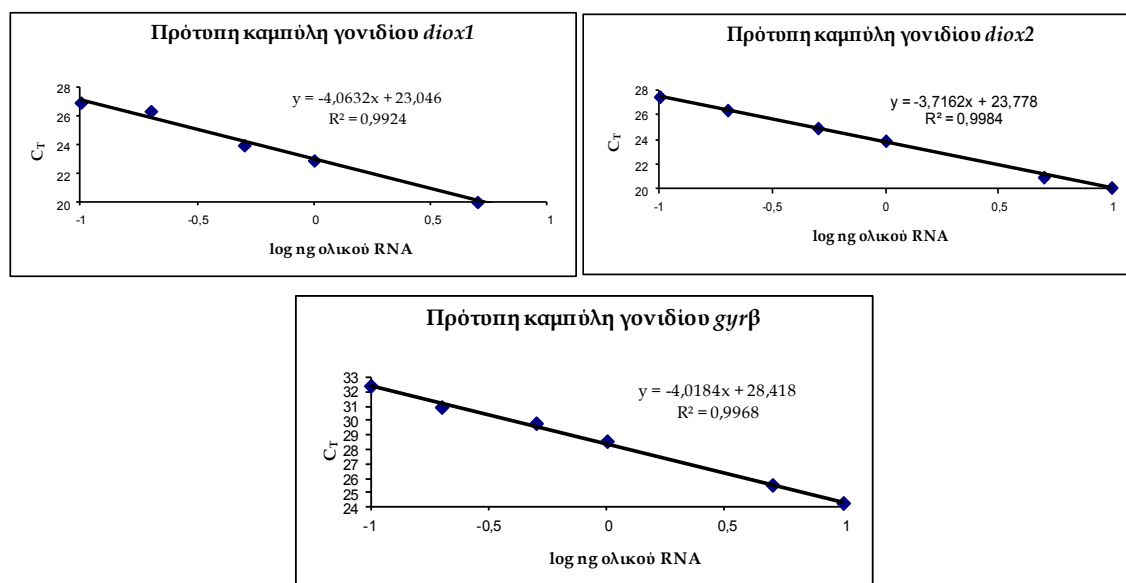 Πρότυπη καμπύλη γονιδίου diox1
28
26
24
22
20
C_T
y = -4,0632x + 23,046
R² = 0,9924
-1 -0,5 0 0,5 1
log ng ολικού RNA
Πρότυπη καμπύλη γονιδίου diox2
28
26
24
22
20
C_T
y = -3,7162x + 23,778
R² = 0,9984
-1 -0,5 0 0,5 1
log ng ολικού RNA
Πρότυπη καμπύλη γονιδίου gyrβ
33
32
31
30
29
28
27
26
25
24
C_T
y = -4,0184x + 28,418
R² = 0,9968
-1 -0,5 0 0,5 1
log ng ολικού RNA